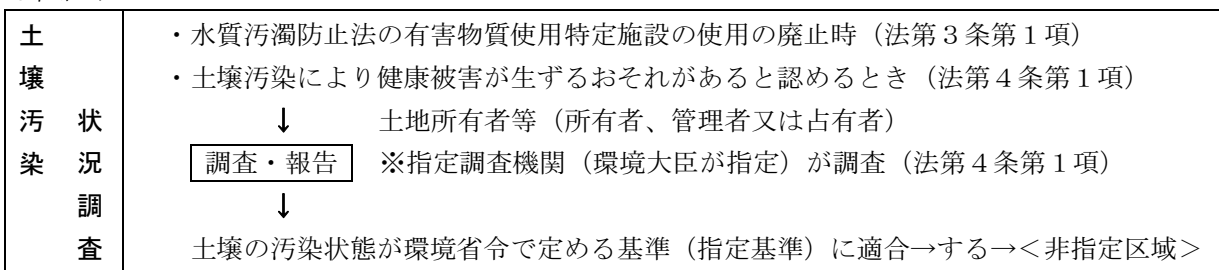 土壌汚染状況調査
・水質汚濁防止法の有害物質使用特定施設の使用の廃止時（法第３条第１項）
・土壌汚染により健康被害が生ずるおそれがあると認めるとき（法第４条第１項）
↓ 土地所有者等（所有者、管理者又は占有者）
調査・報告 ※指定調査機関（環境大臣が指定）が調査（法第４条第１項）
↓
土壌の汚染状態が環境省令で定める基準（指定基準）に適合→する→＜非指定区域＞